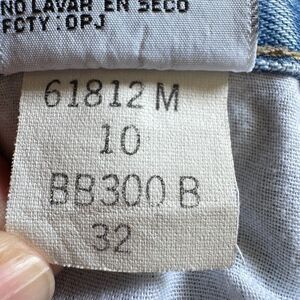 NO LAVAR EN SECO
FCTY: OPJ
61812 M
10
BB300 B
32